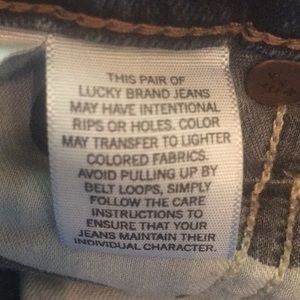 THIS PAIR OF
LUCKY BRAND JEANS
MAY HAVE INTENTIONAL
RIPS OR HOLES. COLOR
MAY TRANSFER TO LIGHTER
COLORED FABRICS.
AVOID PULLING UP BY
BELT LOOPS, SIMPLY
FOLLOW THE CARE
INSTRUCTIONS TO
ENSURE THAT YOUR
JEANS MAINTAIN THEIR
INDIVIDUAL CHARACTER.